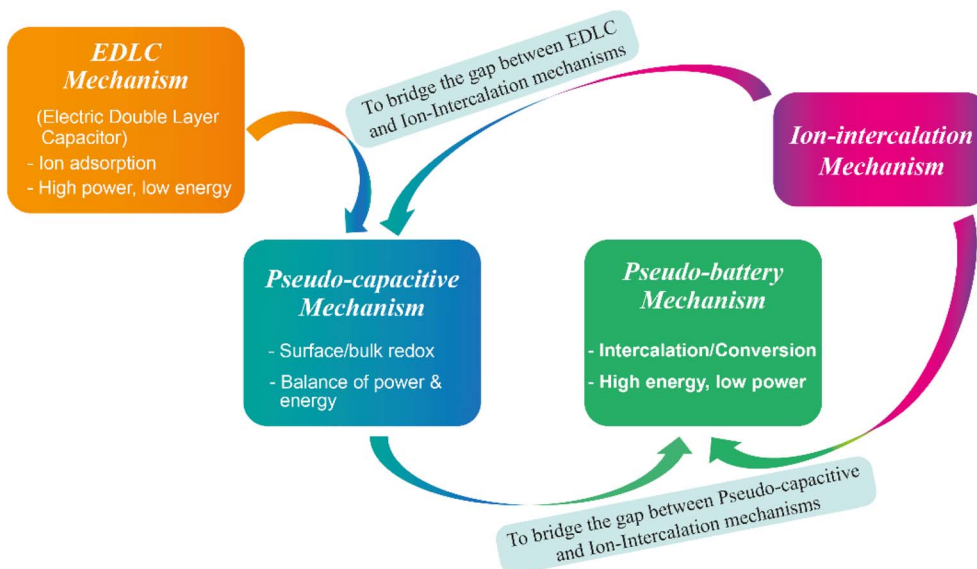 EDLC
Mechanism
(Electric Double Layer
Capacitor)
- Ion adsorption
- High power, low energy
To bridge the gap between EDLC
and Ion-Intercalation mechanisms
Ion-intercalation
Mechanism
Pseudo-capacitive
Mechanism
- Surface/bulk redox
- Balance of power &
energy
Pseudo-battery
Mechanism
- Intercalation/Conversion
- High energy, low power
To bridge the gap between Pseudo-capacitive
and Ion-Intercalation mechanisms